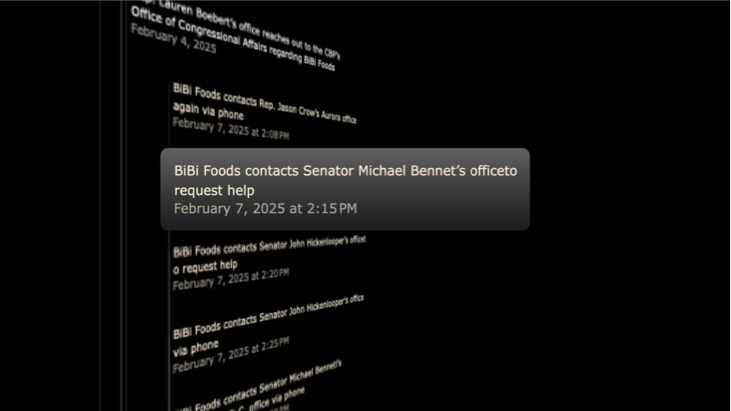 Lauren Boebert's office reaches out to the CBP's
Office of Congressional Affairs regarding BiBi Foods
February 4, 2025
BiBi Foods contacts Rep. Jason Crow's Aurora office
again via phone
February 7, 2025 at 2:08PM
BiBi Foods contacts Senator Michael Bennet’s officeto
request help
February 7, 2025 at 2:15PM
BiBi Foods contacts Senator John Hickenlooper's officet
o request help
February 7, 2025 at 2:20PM
BiBi Foods contacts Senator John Hickenlooper's office
via phone
February 7, 2025 at 2:25PM
BiBi Foods contacts Senator Michael Bennet's
office via phone